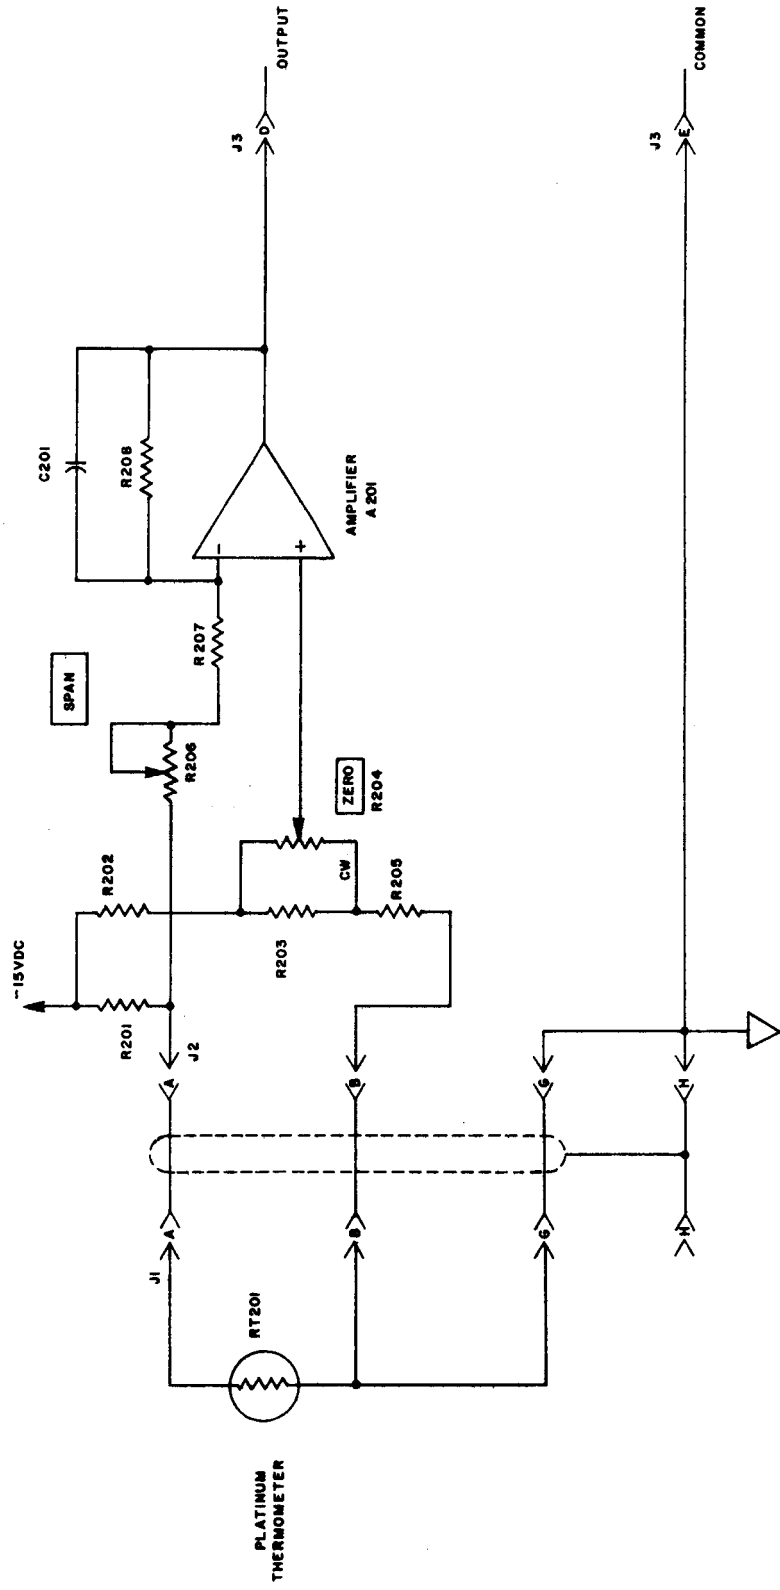 PLATINUM
THERMOMETER
RT201
J1
A
B
G
H
A
B
G
H
J2
-15VDC
R201
R202
R203
R205
CW
ZERO
R204
R206
SPAN
R207
-
+
AMPLIFIER
A201
C201
R208
J3
D
OUTPUT
J3
E
COMMON